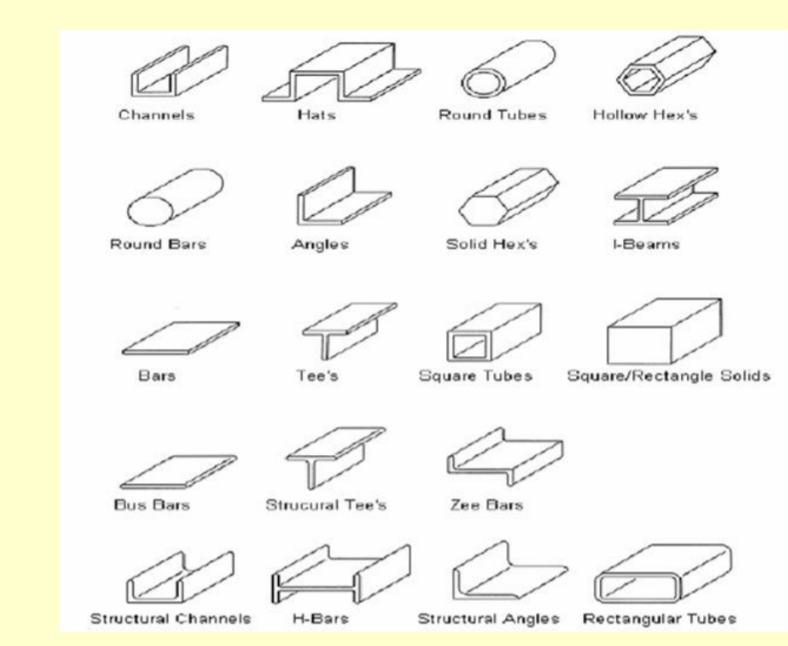 Channels
Hats
Round Tubes
Hollow Hex's
Round Bars
Angles
Solid Hex's
I-Beams
Bars
Tee's
Square Tubes
Square/Rectangle Solids
Bus Bars
Strucural Tee's
Zee Bars
Structural Channels
H-Bars
Structural Angles
Rectangular Tubes